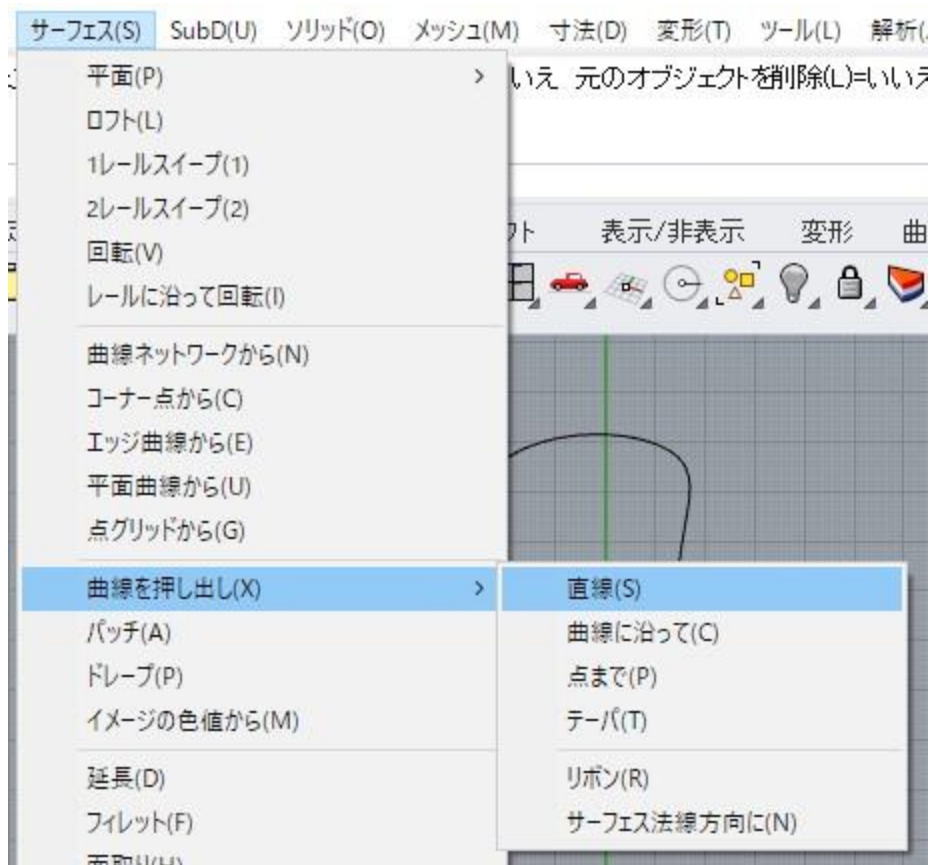 サーフェス(S) SubD(U) ソリッド(O) メッシュ(M) 寸法(D) 変形(T) ツール(L) 解析(
いえ 元のオブジェクトを削除(L)=いいえ
平面(P)
ロフト(L)
1レールスイープ(1)
2レールスイープ(2)
回転(V)
レールに沿って回転(I)
クト 表示/非表示 変形 曲
曲線ネットワークから(N)
コーナー点から(C)
エッジ曲線から(E)
平面曲線から(U)
点グリッドから(G)
曲線を押し出し(X)
パッチ(A)
ドレープ(P)
イメージの色値から(M)
延長(D)
フィレット(F)
面取り(H)
直線(S)
曲線に沿って(C)
点まで(P)
テーパ(T)
リボン(R)
サーフェス法線方向に(N)